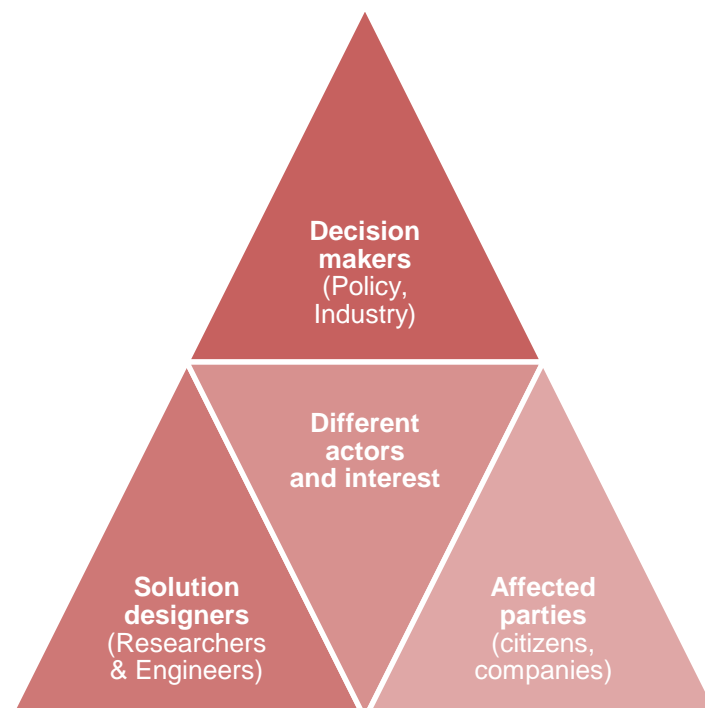 Decision
makers
(Policy,
Industry)
Different
actors
and interest
Solution
designers
(Researchers
& Engineers)
Affected
parties
(citizens,
companies)